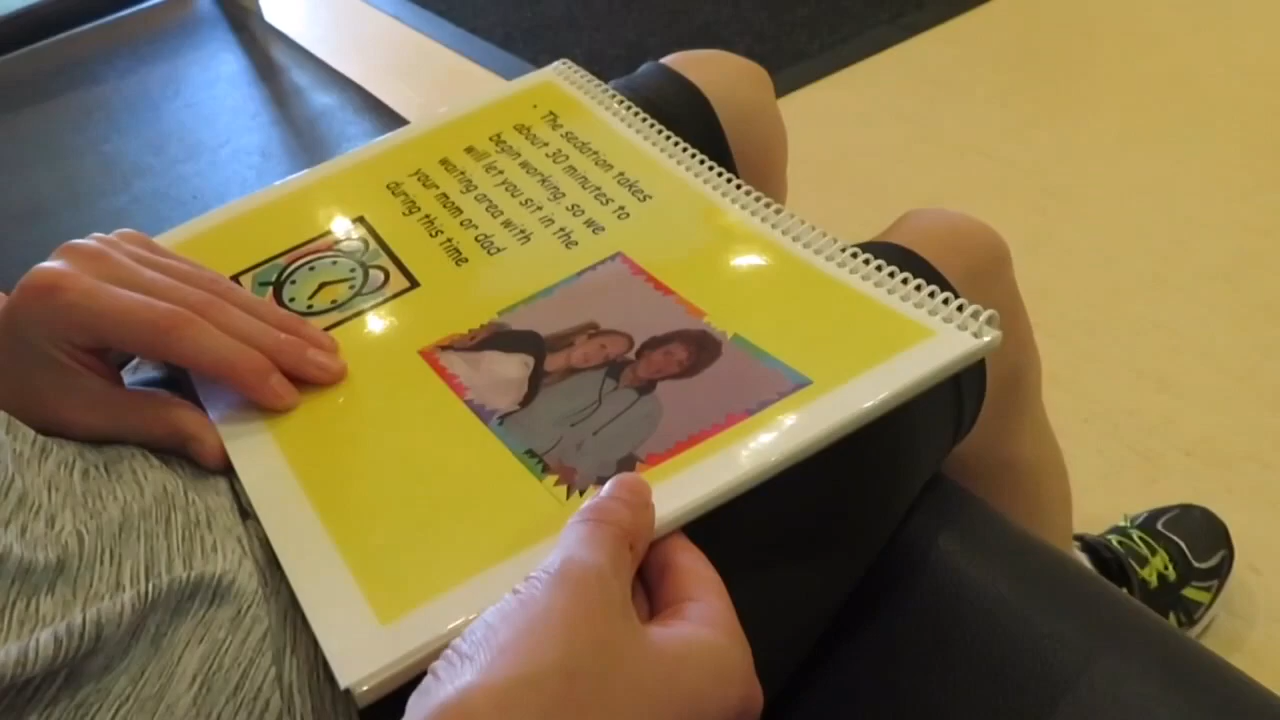 • The sedation takes
about 30 minutes to
begin working, so we
will let you sit in the
waiting area with
your mom or dad
during this time